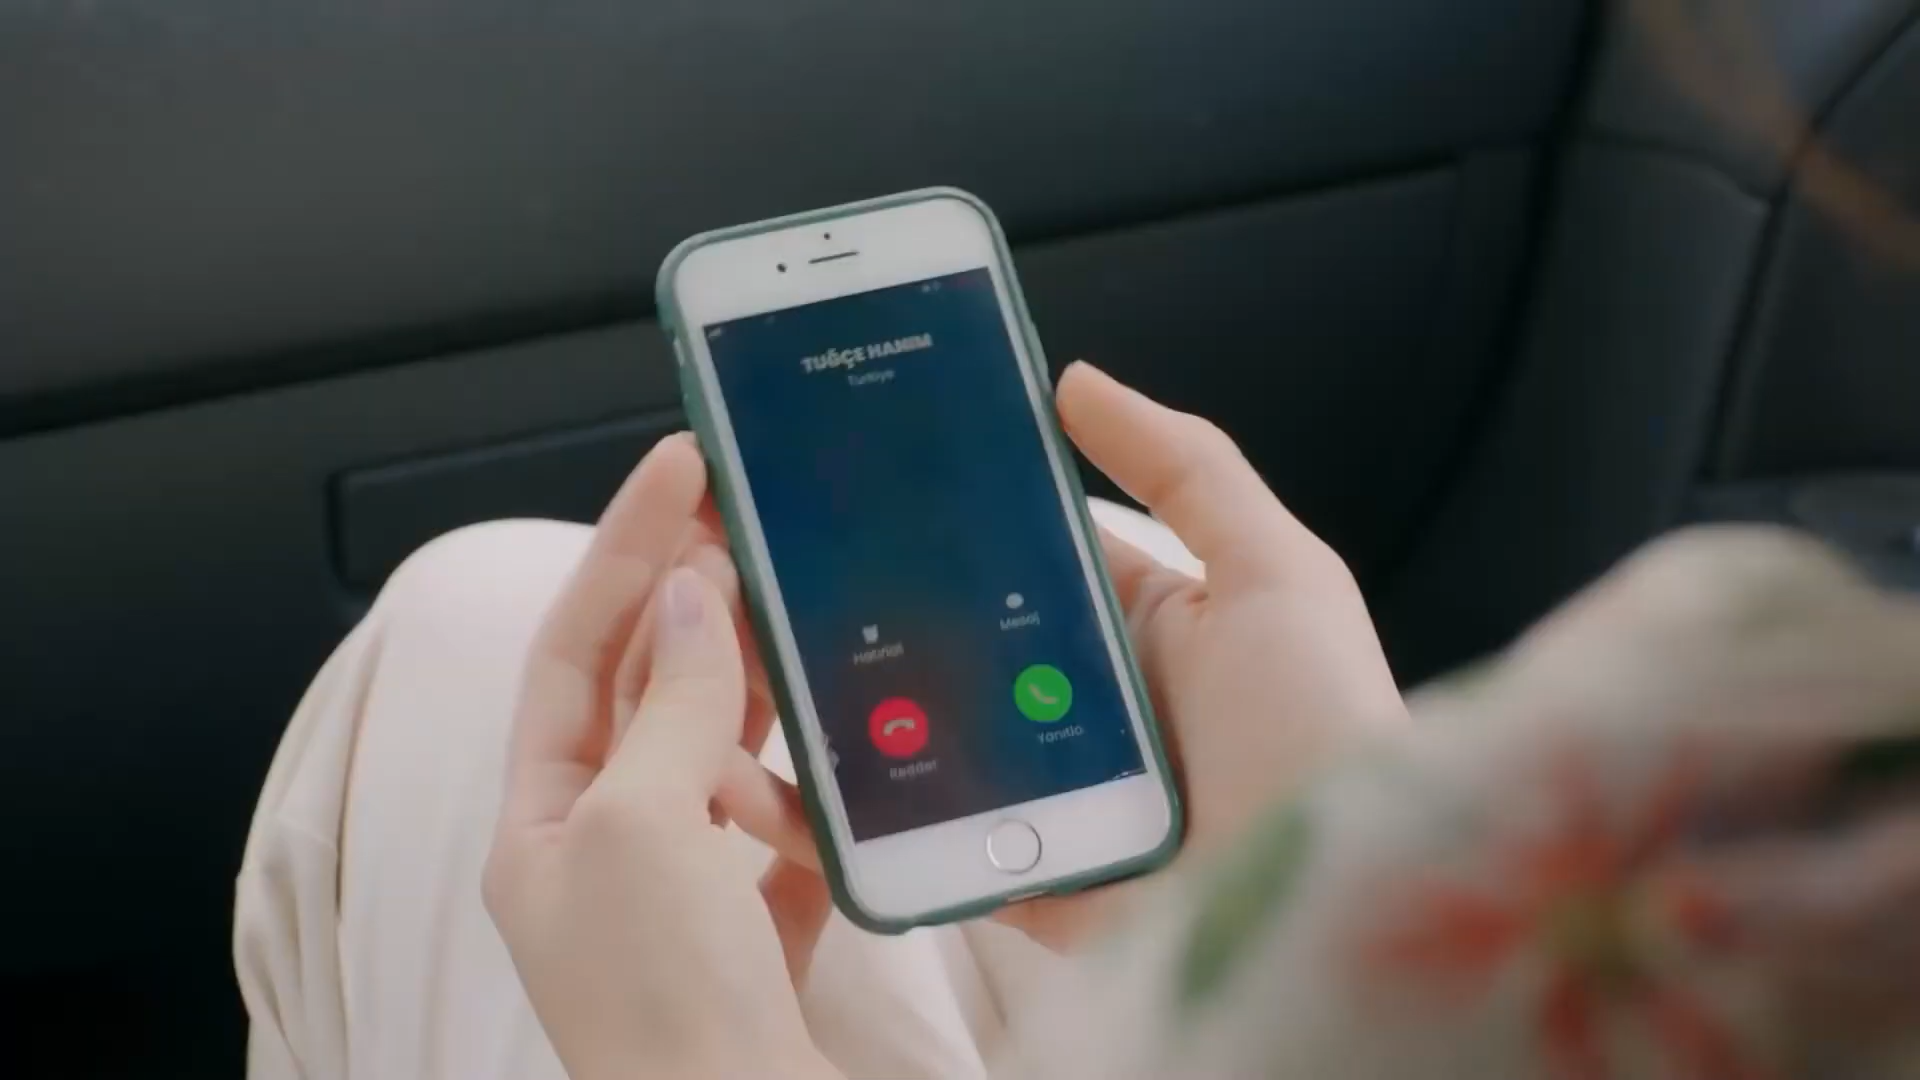 TUĞÇE HANIM
Türkiye
Mesaj
Hatırlat
Yanıtla
Reddet